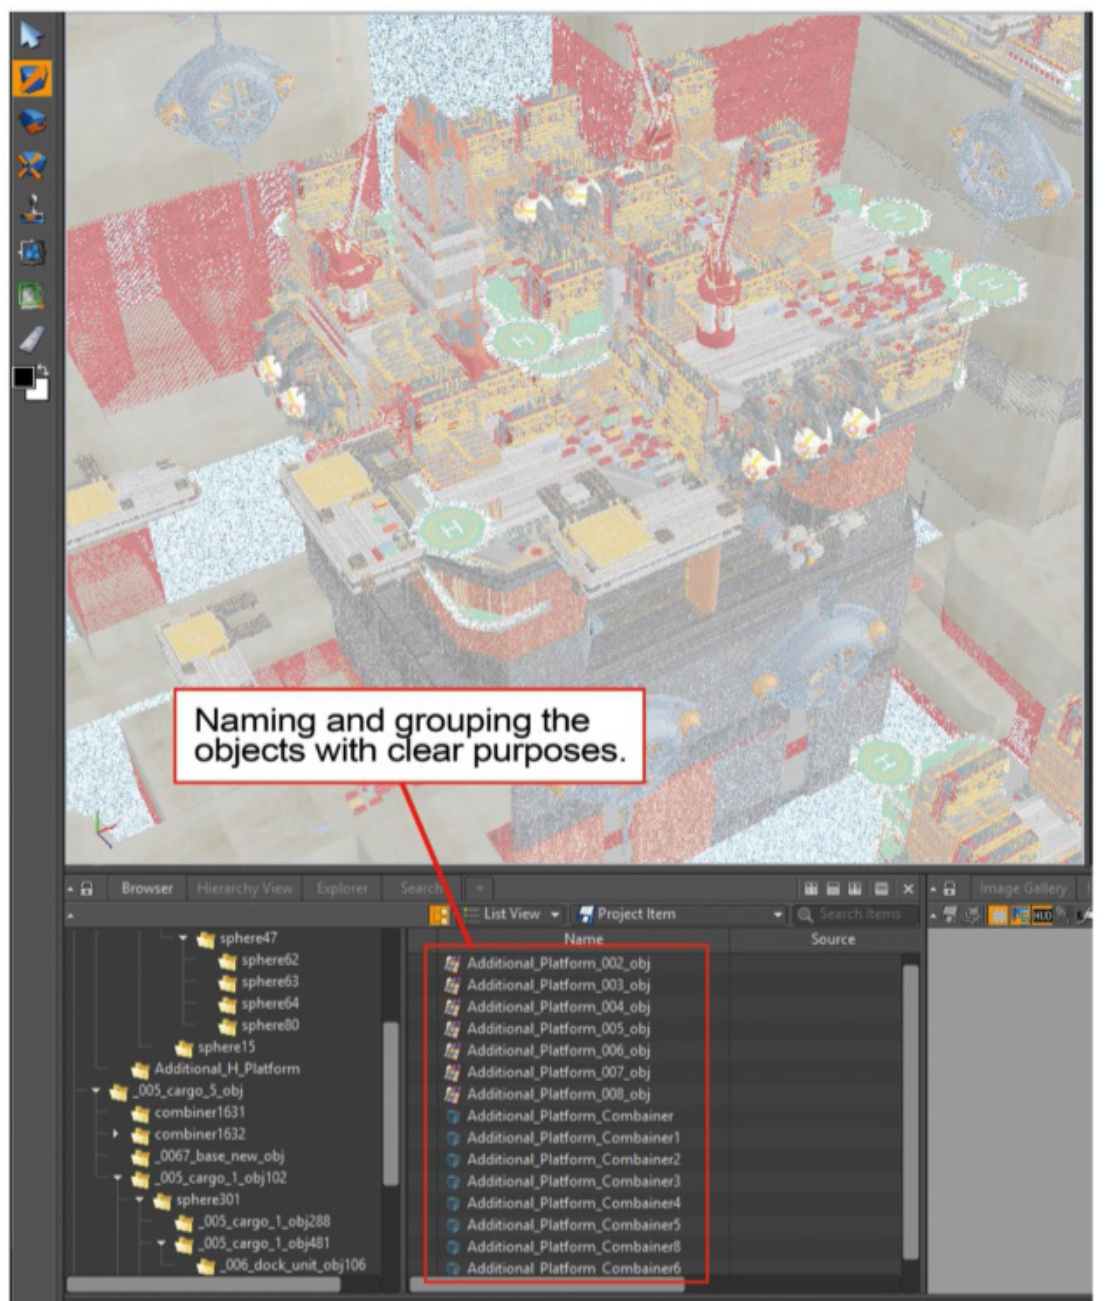 Naming and grouping the
objects with clear purposes.
Browser
Hierarchy View
Explorer
Search
+
Image Gallery
List View
Project Item
Search Items
HUD
Name
Source
sphere47
sphere62
sphere63
sphere64
sphere80
sphere15
Additional_H_Platform
_005_cargo_5_obj
combiner1631
combiner1632
_0067_base_new_obj
_005_cargo_1_obj102
sphere301
_005_cargo_1_obj288
_005_cargo_1_obj481
_006_dock_unit_obj106
Additional_Platform_002_obj
Additional_Platform_003_obj
Additional_Platform_004_obj
Additional_Platform_005_obj
Additional_Platform_006_obj
Additional_Platform_007_obj
Additional_Platform_008_obj
Additional_Platform_Combainer
Additional_Platform_Combainer1
Additional_Platform_Combainer2
Additional_Platform_Combainer3
Additional_Platform_Combainer4
Additional_Platform_Combainer5
Additional_Platform_Combainer8
Additional_Platform_Combainer6